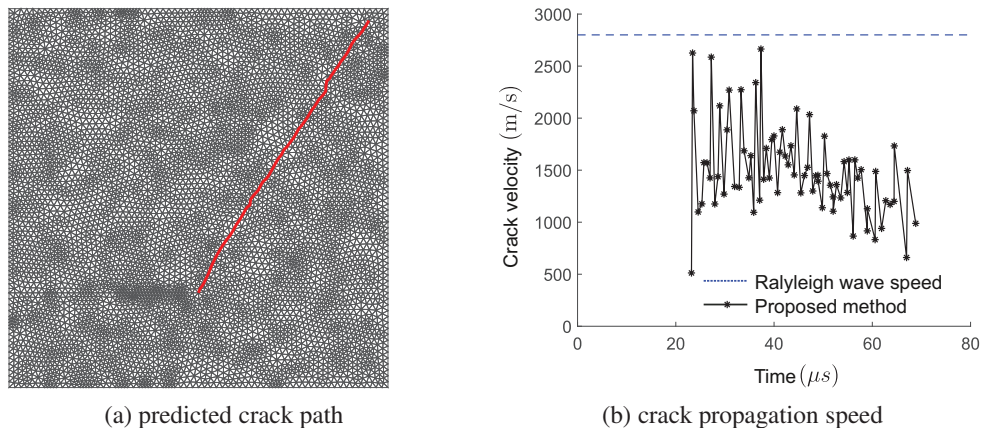 3000
2500
2000
1500
1000
500
0
0
20
40
60
80
Crack velocity (m/s)
Ralyleigh wave speed
Proposed method
Time (μs)
(a) predicted crack path
(b) crack propagation speed